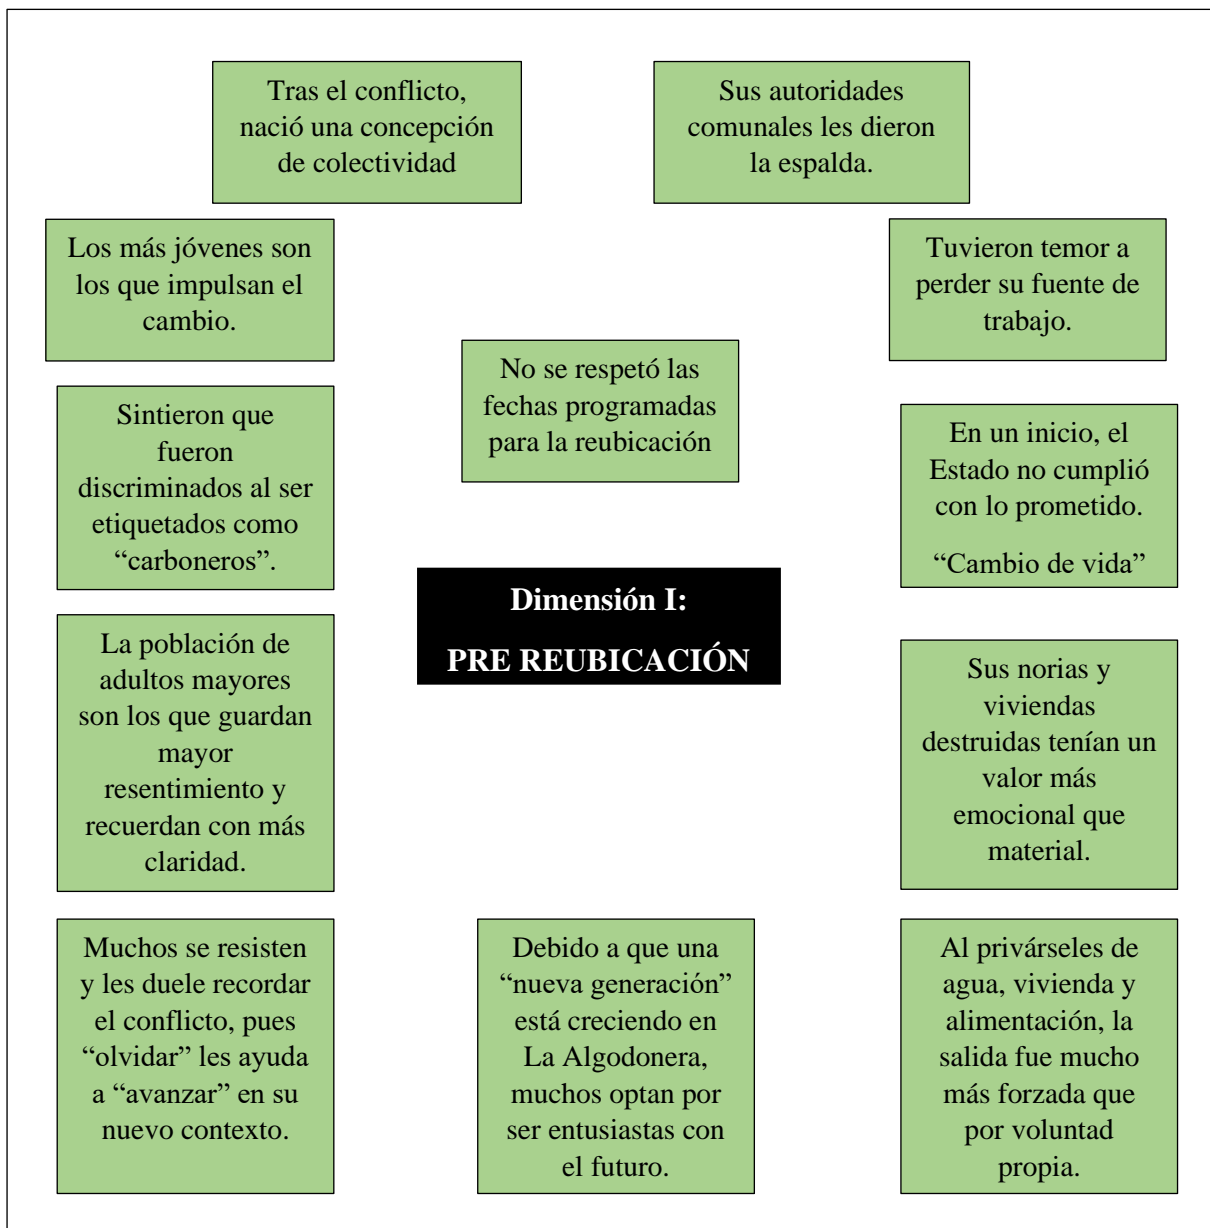 Tras el conflicto,
nació una concepción
de colectividad
Sus autoridades
comunales les dieron
la espalda.
Los más jóvenes son
los que impulsan el
cambio.
Tuvieron temor a
perder su fuente de
trabajo.
No se respetó las
fechas programadas
para la reubicación
Sintieron que
fueron
discriminados al ser
etiquetados como
“carboneros”.
En un inicio, el
Estado no cumplió
con lo prometido.
“Cambio de vida”
Dimensión I:
PRE REUBICACIÓN
La población de
adultos mayores
son los que guardan
mayor
resentimiento y
recuerdan con más
claridad.
Sus norias y
viviendas
destruidas tenían un
valor más
emocional que
material.
Muchos se resisten
y les duele recordar
el conflicto, pues
“olvidar” les ayuda
a “avanzar” en su
nuevo contexto.
Debido a que una
“nueva generación”
está creciendo en
La Algodonera,
muchos optan por
ser entusiastas con
el futuro.
Al privárseles de
agua, vivienda y
alimentación, la
salida fue mucho
más forzada que
por voluntad
propia.